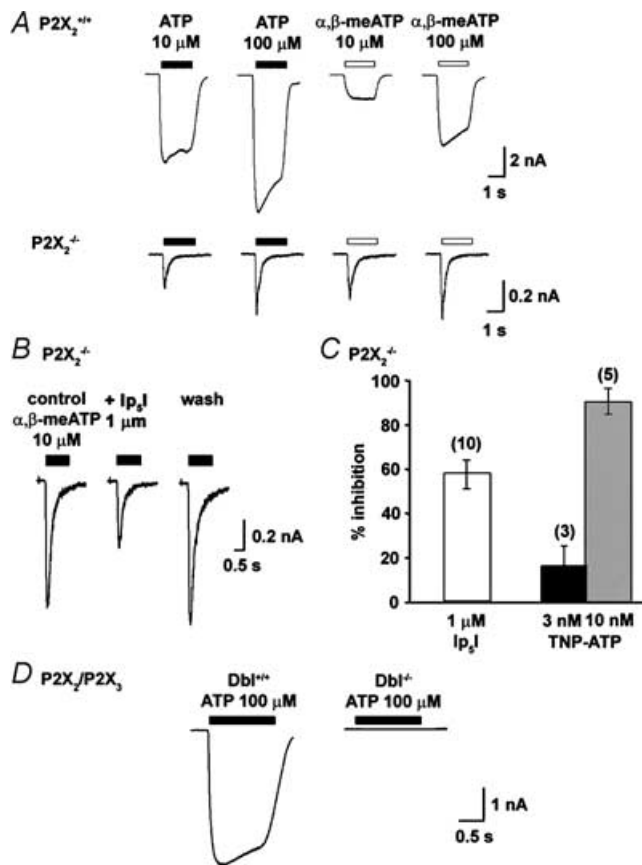 A P2X₂⁺/⁺ ATP ATP α,β-meATP α,β-meATP
10 μM 100 μM 10 μM 100 μM
2 nA
1 s
P2X₂⁻/⁻
0.2 nA
1 s
B P2X₂⁻/⁻
control + Ip₅I wash
α,β-meATP 1 μm
10 μM
0.2 nA
0.5 s
C P2X₂⁻/⁻
% inhibition
100
80
60
40
20
0
(10)
(3)
(5)
1 μM 3 nM 10 nM
Ip₅I TNP-ATP
D P2X₂/P2X₃
Dbl⁺/⁺ Dbl⁻/⁻
ATP 100 μM ATP 100 μM
1 nA
0.5 s